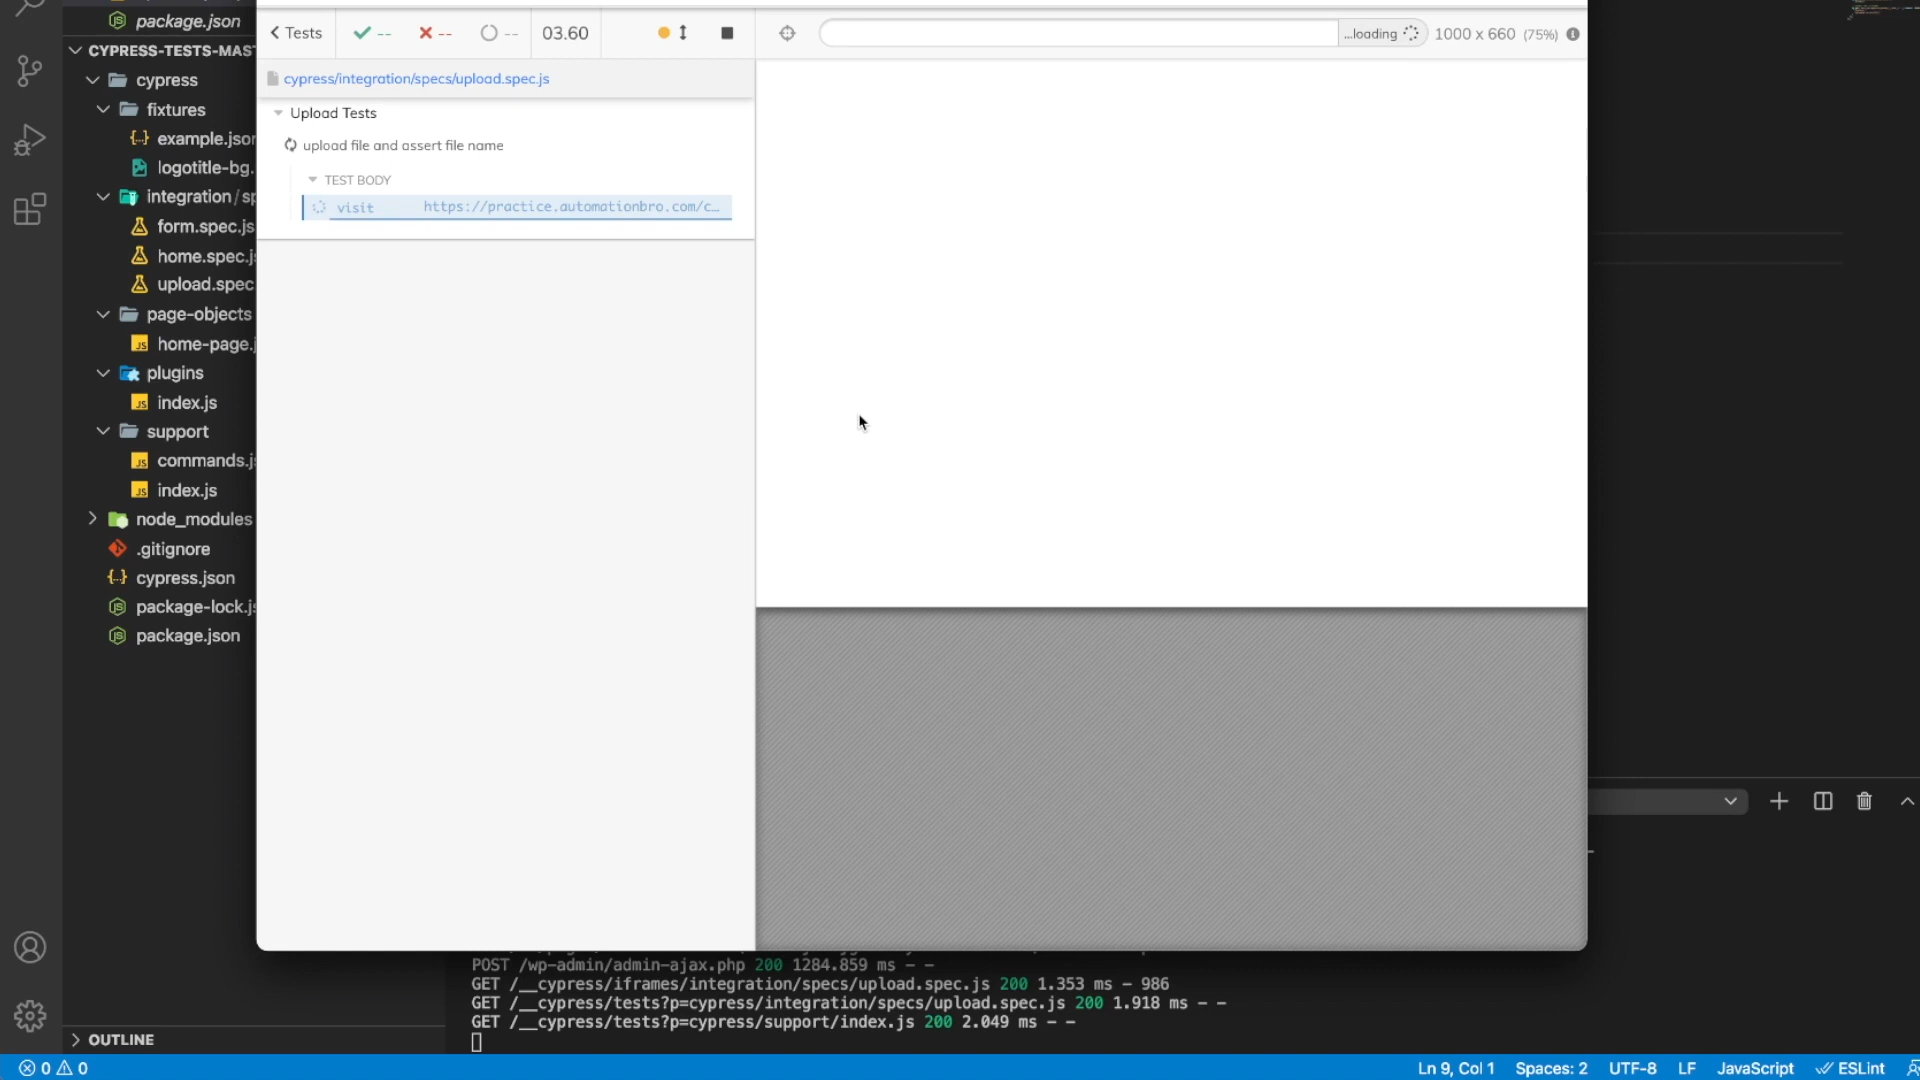 package.json
CYPRESS-TESTS-MAST
cypress
fixtures
example.json
logotitle-bg.
integration/sp
form.spec.js
home.spec.js
upload.spec
page-objects
home-page.j
plugins
index.js
support
commands.js
index.js
node_modules
.gitignore
cypress.json
package-lock.js
package.json
OUTLINE
Tests
--
--
--
03.60
...loading
1000 x 660 (75%)
cypress/integration/specs/upload.spec.js
Upload Tests
upload file and assert file name
TEST BODY
visit https://practice.automationbro.com/c…
POST /wp-admin/admin-ajax.php 200 1284.859 ms - -
GET /__cypress/iframes/integration/specs/upload.spec.js 200 1.353 ms - 986
GET /__cypress/tests?p=cypress/integration/specs/upload.spec.js 200 1.918 ms - -
GET /__cypress/tests?p=cypress/support/index.js 200 2.049 ms - -
0 0
Ln 9, Col 1 Spaces: 2 UTF-8 LF JavaScript ESLint